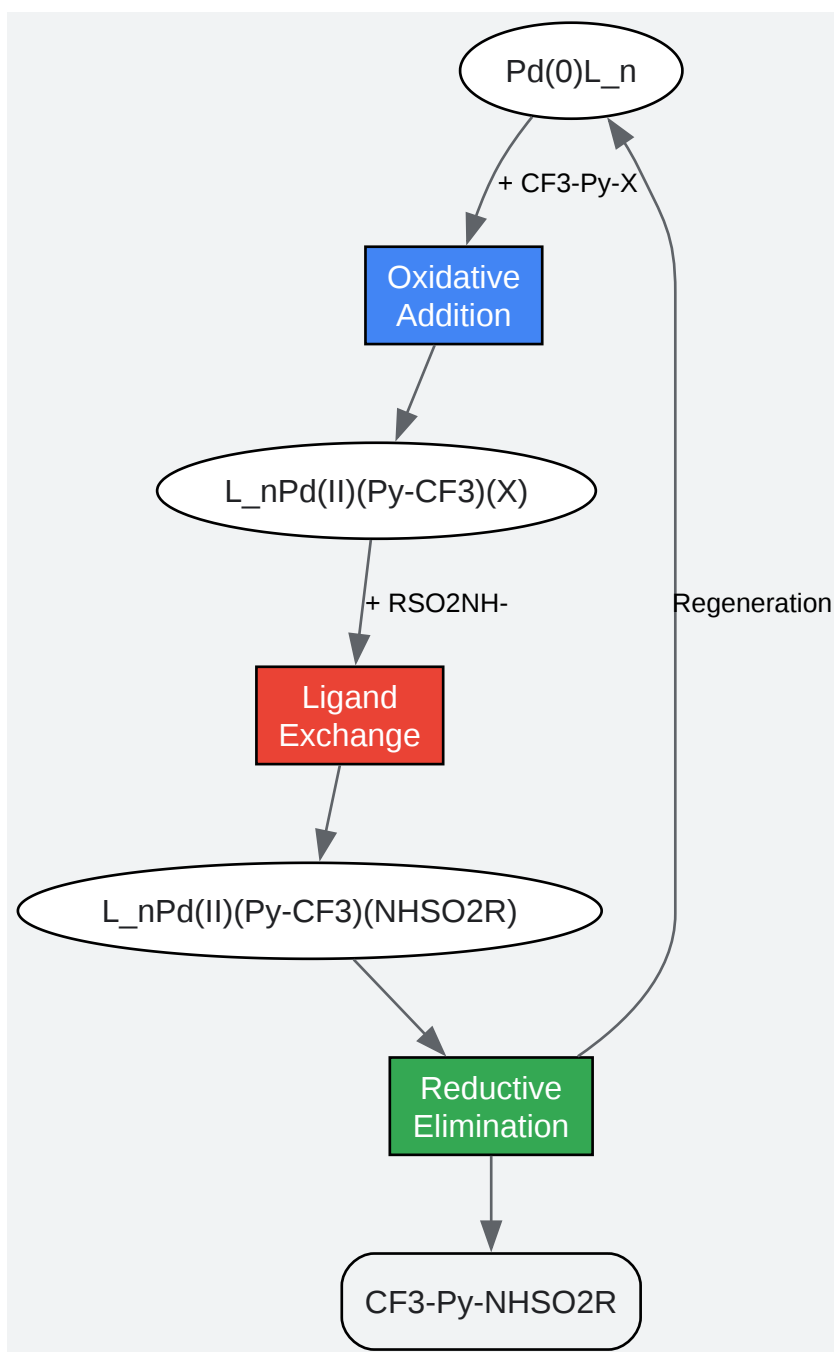 Pd(0)L_n
+ CF3-Py-X
Oxidative
Addition
L_nPd(II)(Py-CF3)(X)
+ RSO2NH-
Regeneration
Ligand
Exchange
L_nPd(II)(Py-CF3)(NHSO2R)
Reductive
Elimination
CF3-Py-NHSO2R